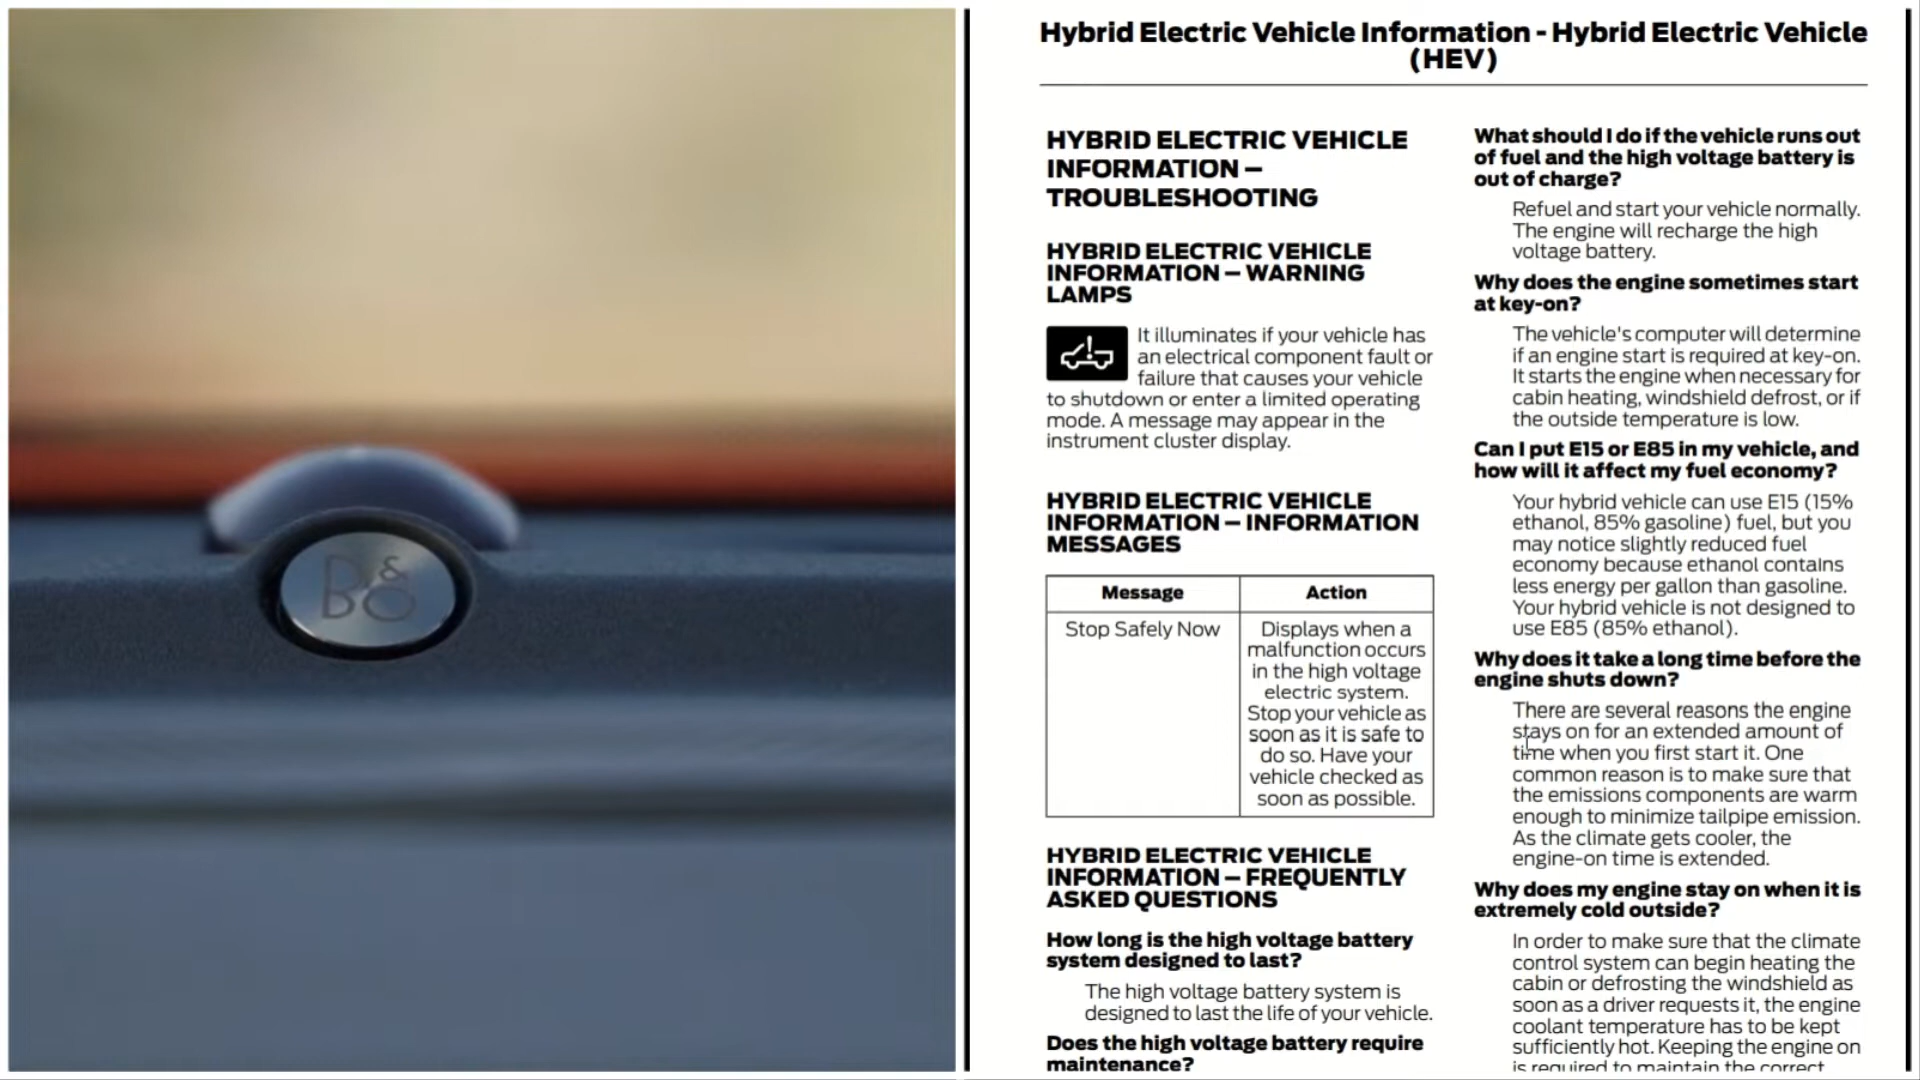 B&O
Hybrid Electric Vehicle Information - Hybrid Electric Vehicle
(HEV)
HYBRID ELECTRIC VEHICLE
INFORMATION –
TROUBLESHOOTING
HYBRID ELECTRIC VEHICLE
INFORMATION – WARNING
LAMPS
It illuminates if your vehicle has
an electrical component fault or
failure that causes your vehicle
to shutdown or enter a limited operating
mode. A message may appear in the
instrument cluster display.
HYBRID ELECTRIC VEHICLE
INFORMATION – INFORMATION
MESSAGES
Message
Action
Stop Safely Now
Displays when a
malfunction occurs
in the high voltage
electric system.
Stop your vehicle as
soon as it is safe to
do so. Have your
vehicle checked as
soon as possible.
HYBRID ELECTRIC VEHICLE
INFORMATION – FREQUENTLY
ASKED QUESTIONS
How long is the high voltage battery
system designed to last?
The high voltage battery system is
designed to last the life of your vehicle.
Does the high voltage battery require
maintenance?
What should I do if the vehicle runs out
of fuel and the high voltage battery is
out of charge?
Refuel and start your vehicle normally.
The engine will recharge the high
voltage battery.
Why does the engine sometimes start
at key-on?
The vehicle's computer will determine
if an engine start is required at key-on.
It starts the engine when necessary for
cabin heating, windshield defrost, or if
the outside temperature is low.
Can I put E15 or E85 in my vehicle, and
how will it affect my fuel economy?
Your hybrid vehicle can use E15 (15%
ethanol, 85% gasoline) fuel, but you
may notice slightly reduced fuel
economy because ethanol contains
less energy per gallon than gasoline.
Your hybrid vehicle is not designed to
use E85 (85% ethanol).
Why does it take a long time before the
engine shuts down?
There are several reasons the engine
stays on for an extended amount of
time when you first start it. One
common reason is to make sure that
the emissions components are warm
enough to minimize tailpipe emission.
As the climate gets cooler, the
engine-on time is extended.
Why does my engine stay on when it is
extremely cold outside?
In order to make sure that the climate
control system can begin heating the
cabin or defrosting the windshield as
soon as a driver requests it, the engine
coolant temperature has to be kept
sufficiently hot. Keeping the engine on
is required to maintain the correct